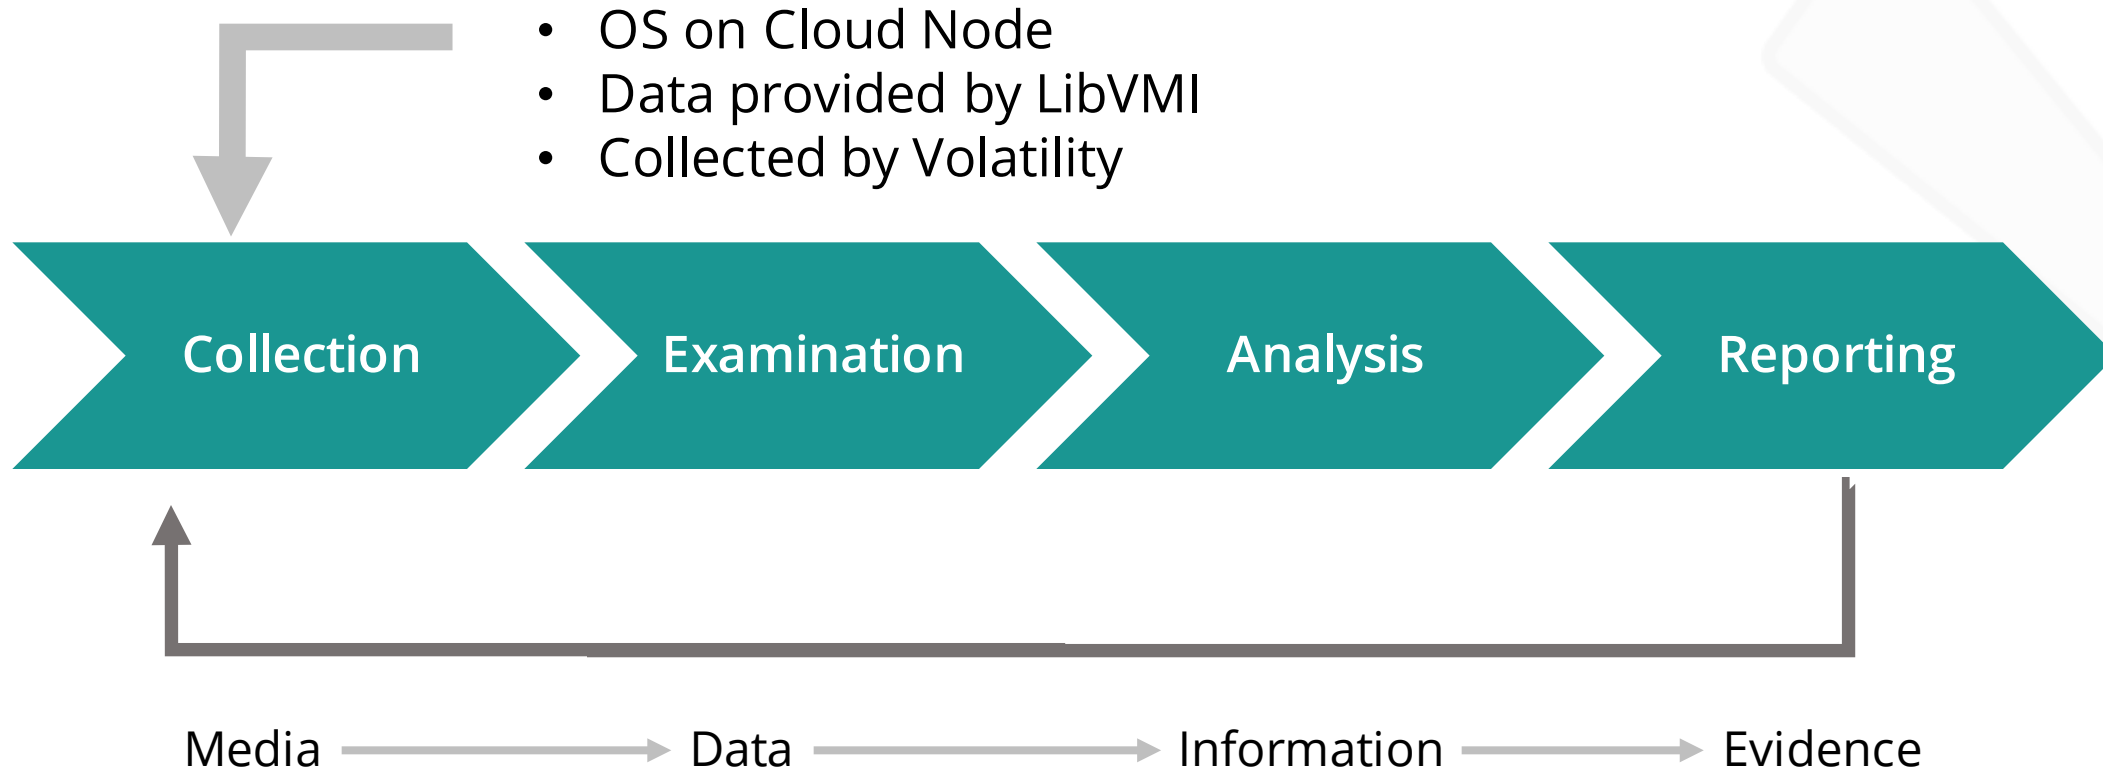 • OS on Cloud Node
• Data provided by LibVMI
• Collected by Volatility
Collection
Examination
Analysis
Reporting
Media
Data
Information
Evidence